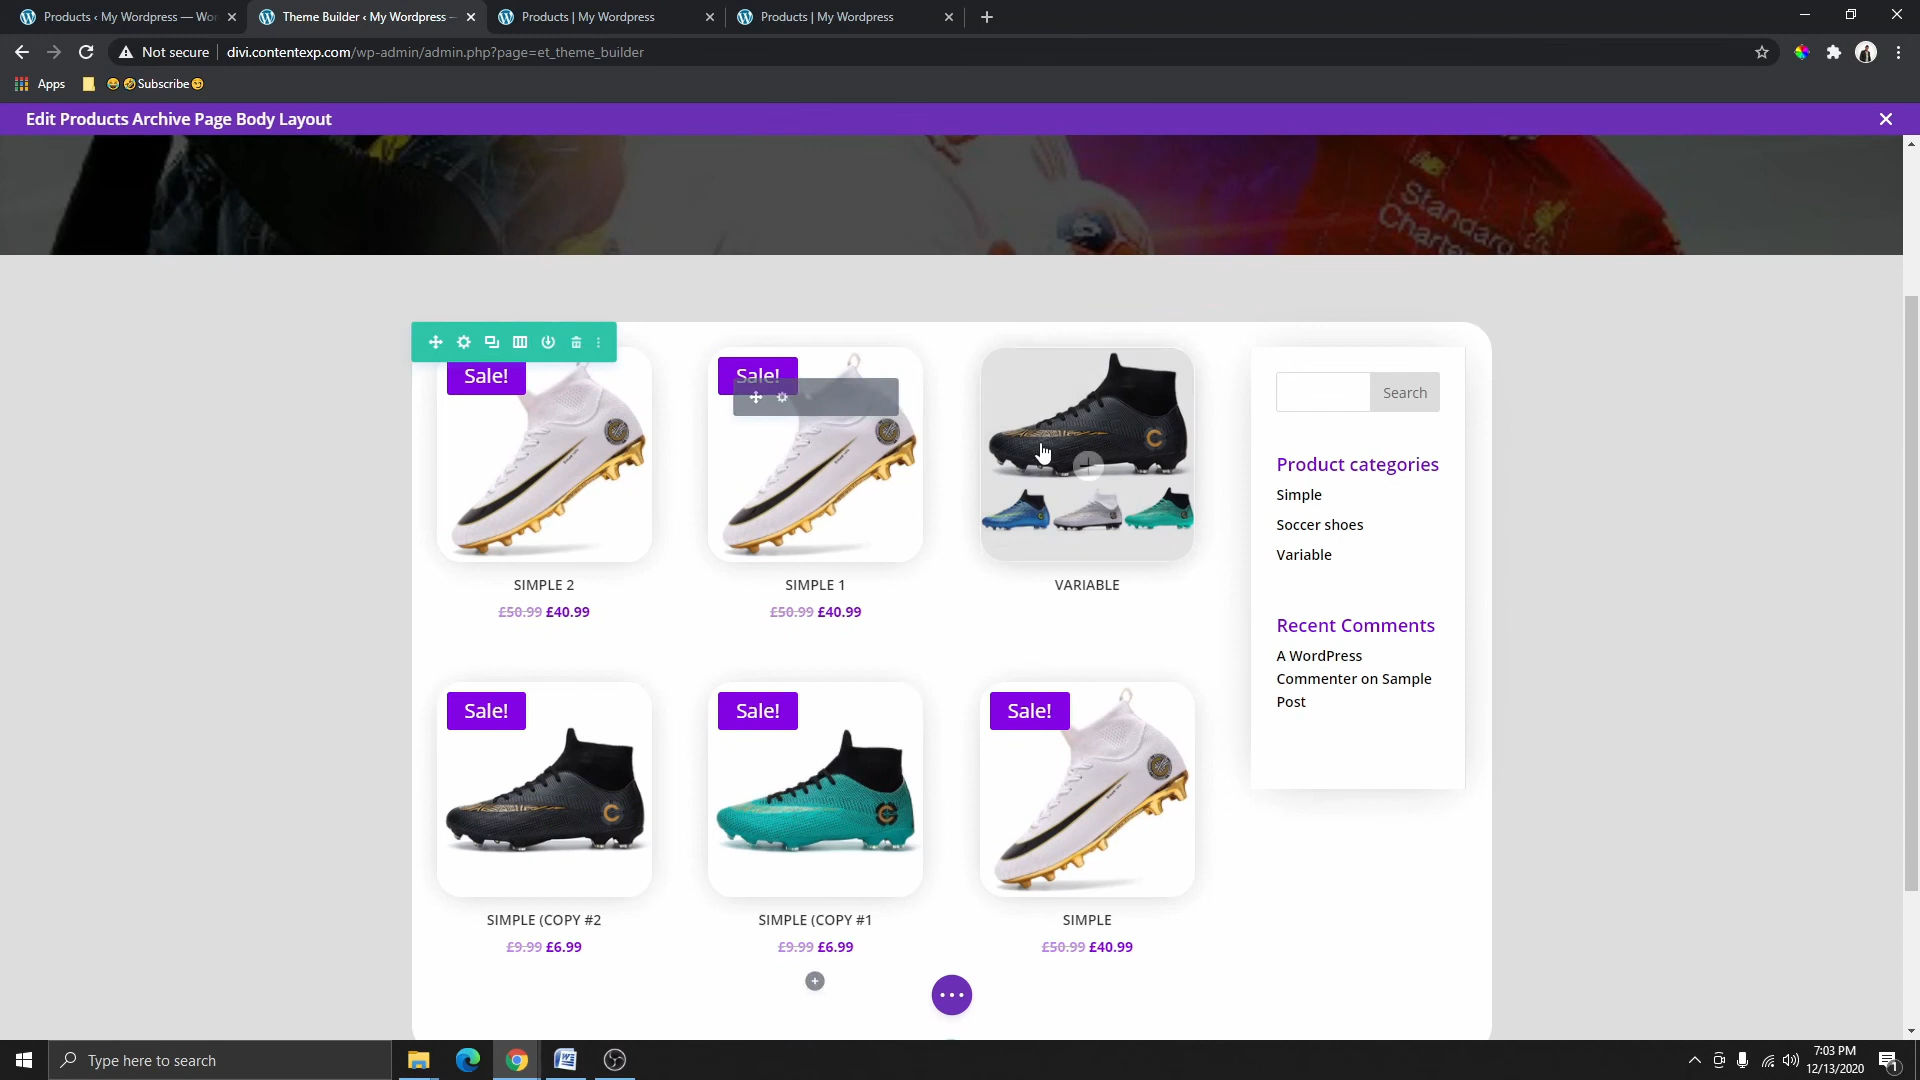 Products ‹ My Wordpress — Wo
Theme Builder ‹ My Wordpress —
Products | My Wordpress
Products | My Wordpress
Not secure
divi.contentexp.com/wp-admin/admin.php?page=et_theme_builder
Apps
😄🤣Subscribe😏
Edit Products Archive Page Body Layout
Standard
Charter
Sale!
Sale!
Search
Product categories
Simple
Soccer shoes
Variable
SIMPLE 2
SIMPLE 1
VARIABLE
£50.99 £40.99
£50.99 £40.99
Recent Comments
A WordPress
Commenter on Sample
Post
Sale!
Sale!
Sale!
SIMPLE (COPY #2
SIMPLE (COPY #1
SIMPLE
£9.99 £6.99
£9.99 £6.99
£50.99 £40.99
Type here to search
7:03 PM
12/13/2020
1